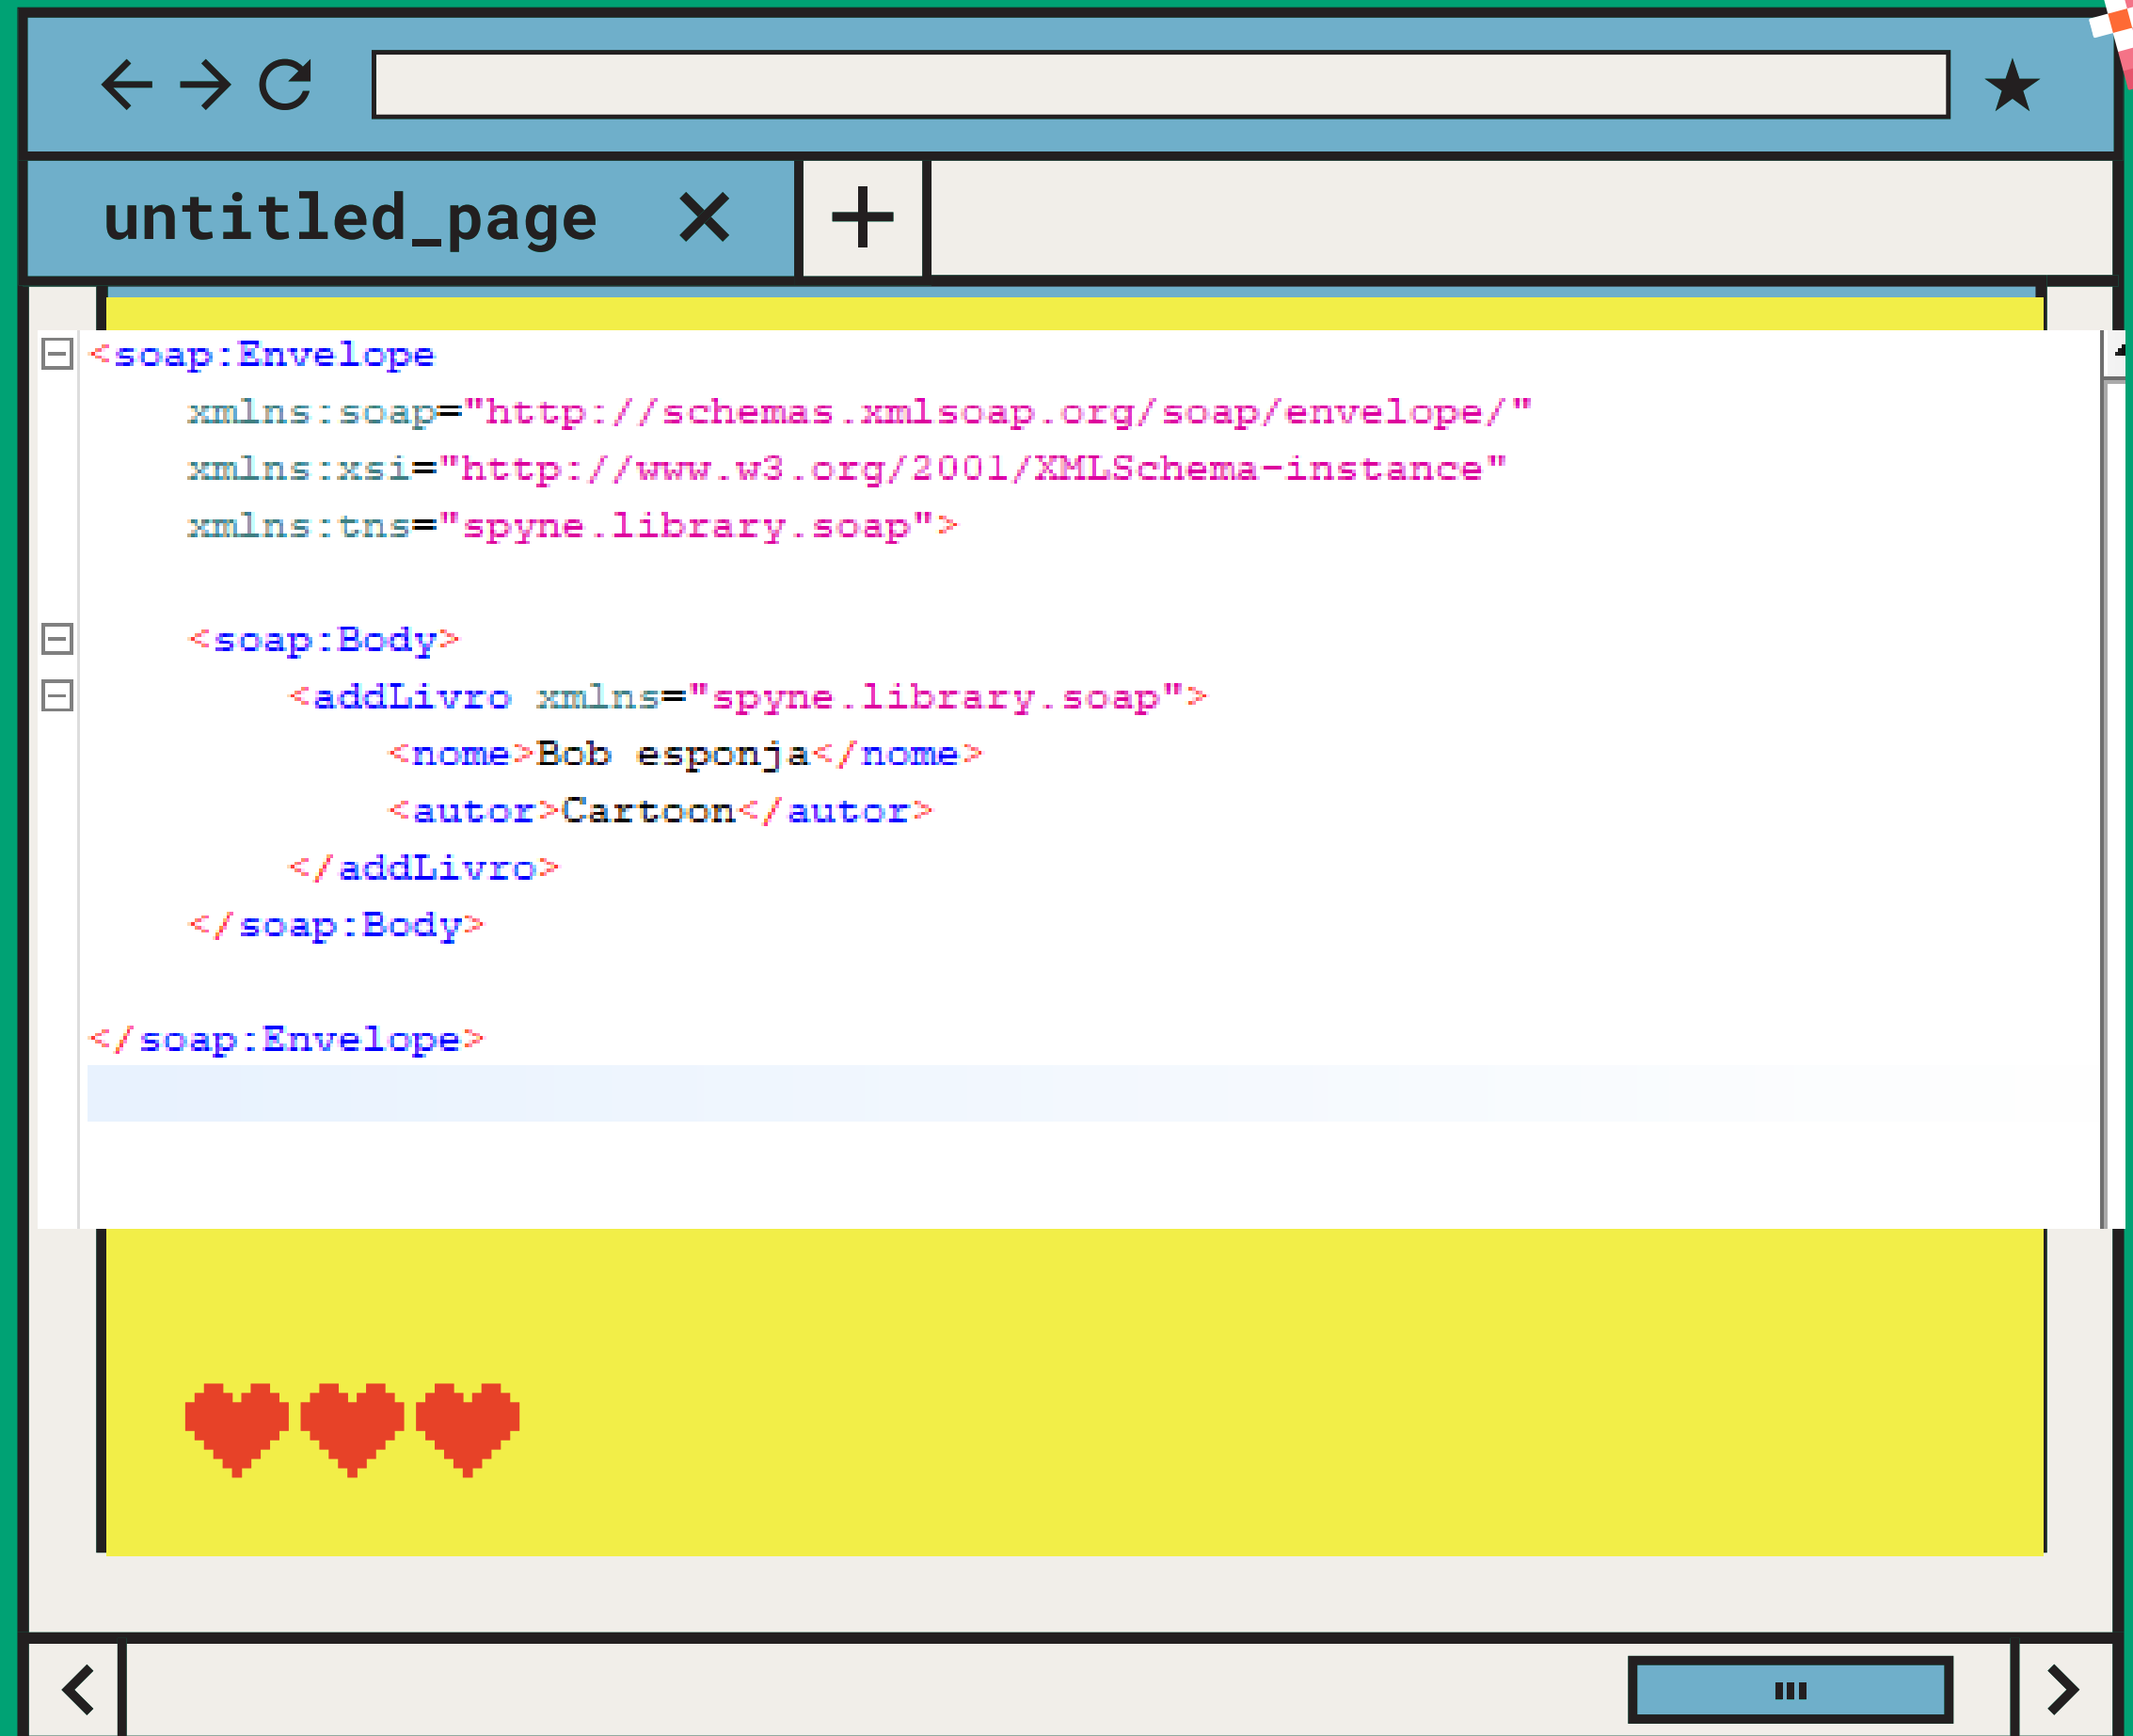 untitled_page
<soap:Envelope
xmlns:soap="http://schemas.xmlsoap.org/soap/envelope/"
xmlns:xsi="http://www.w3.org/2001/XMLSchema-instance"
xmlns:tns="spyne.library.soap">
<soap:Body>
<addLivro xmlns="spyne.library.soap">
<nome>Bob esponja</nome>
<autor>Cartoon</autor>
</addLivro>
</soap:Body>
</soap:Envelope>